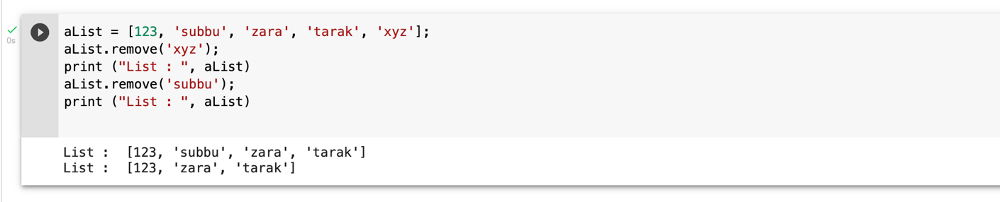 aList = [123, 'subbu', 'zara', 'tarak', 'xyz'];
0s
aList.remove('xyz');
print ("List : ", aList)
aList.remove('subbu');
print ("List : ", aList)
List :  [123, 'subbu', 'zara', 'tarak']
List :  [123, 'zara', 'tarak']